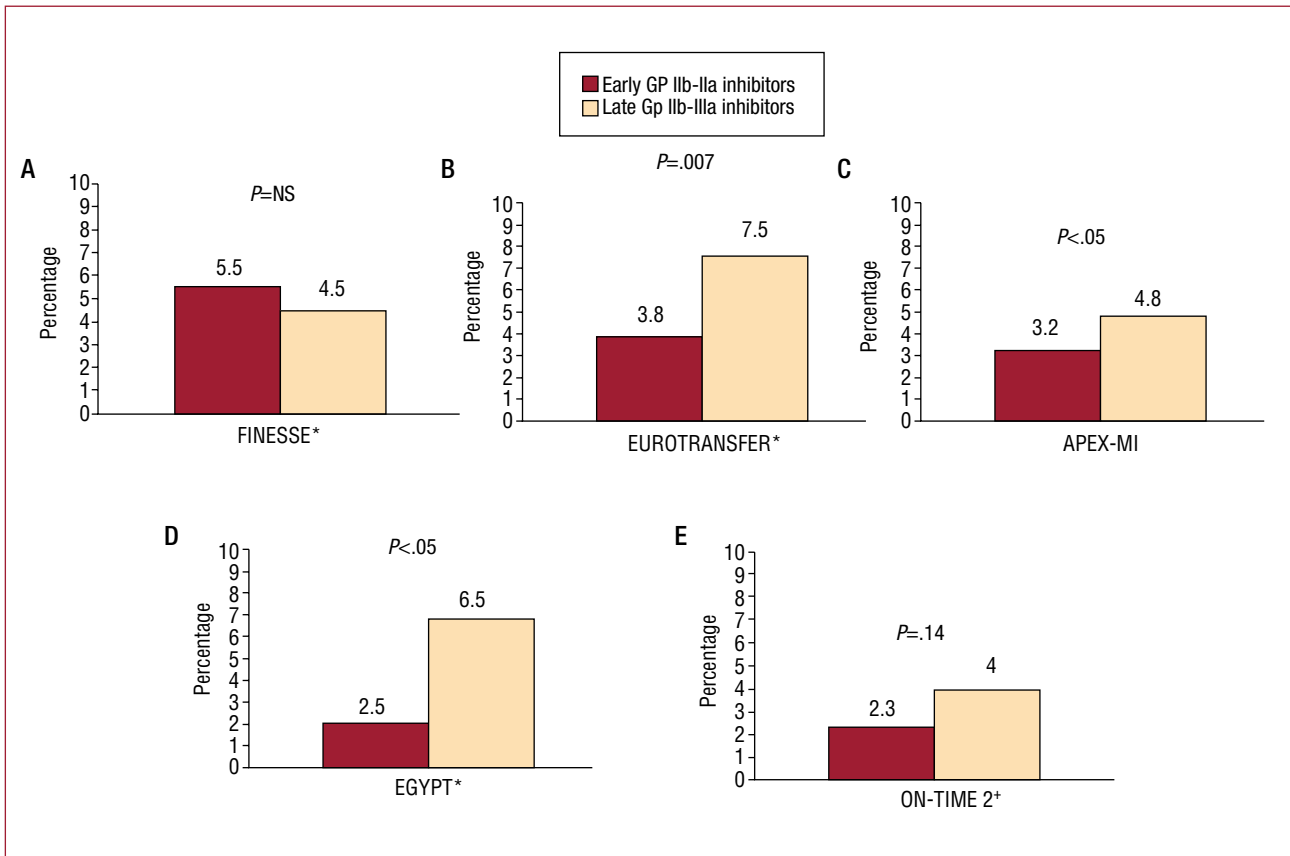 Early GP IIb-IIa inhibitors
Late Gp IIb-IIIa inhibitors
A
P=NS
Percentage
10
9
8
7
6
5
4
3
2
1
0
5.5
4.5
FINESSE*
B
P=.007
Percentage
10
9
8
7
6
5
4
3
2
1
0
3.8
7.5
EUROTRANSFER*
C
P<.05
Percentage
10
9
8
7
6
5
4
3
2
1
0
3.2
4.8
APEX-MI
D
P<.05
Percentage
10
9
8
7
6
5
4
3
2
1
0
2.5
6.5
EGYPT*
E
P=.14
Percentage
10
9
8
7
6
5
4
3
2
1
0
2.3
4
ON-TIME 2+